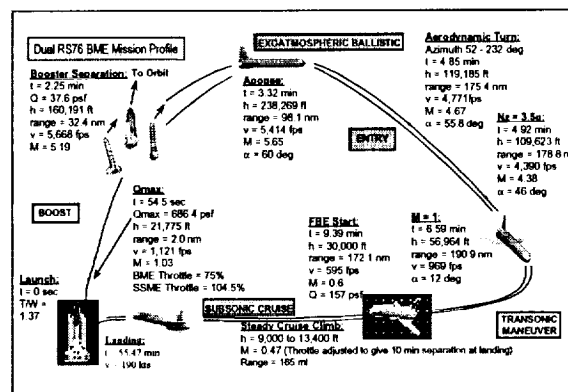 Dual RS76 BME Mission Profile
EXOATMOSPHERIC BALLISTIC
Aerodynamic Turn:
Azimuth 52 - 232 deg
t = 4.85 min
h = 119,185 ft
range = 175.4 nm
v = 4,771fps
M = 4.67
α = 55.8 deg
Booster Separation:
t = 2.25 min
Q = 37.6 psf
h = 160,191 ft
range = 32.4 nm
v = 5,668 fps
M = 5.19
To Orbit
Apogee:
t = 3.32 min
h = 238,269 ft
range = 98.1 nm
v = 5,414 fps
M = 5.65
α = 60 deg
Nz = 3.5g:
t = 4.92 min
h = 109,623 ft
range = 178.8 nm
v = 4,390 fps
M = 4.38
α = 46 deg
ENTRY
BOOST
Qmax:
t = 54.5 sec
Qmax = 686.4 psf
h = 21,775 ft
range = 2.0 nm
v = 1,121 fps
M = 1.03
BME Throttle = 75%
SSME Throttle = 104.5%
FBE Start:
t = 9.39 min
h = 30,000 ft
range = 172.1 nm
v = 595 fps
M = 0.6
Q = 157 psf
M = 1:
t = 6.59 min
h = 56,964 ft
range = 190.9 nm
v = 969 fps
α = 12 deg
Launch:
t = 0 sec
T/W =
1.37
SUBSONIC CRUISE
TRANSONIC
MANEUVER
Landing:
t = 55.47 min
v = 190 kts
Steady Cruise Climb:
h = 9,000 to 13,400 ft
M = 0.47 (Throttle adjusted to give 10 min separation at landing)
Range = 165 nm